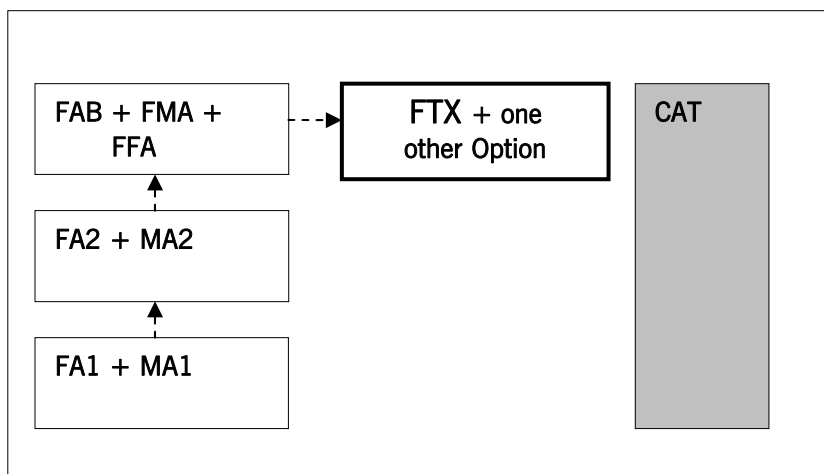 FAB + FMA +
FFA
FTX + one
other Option
CAT
FA2 + MA2
FA1 + MA1